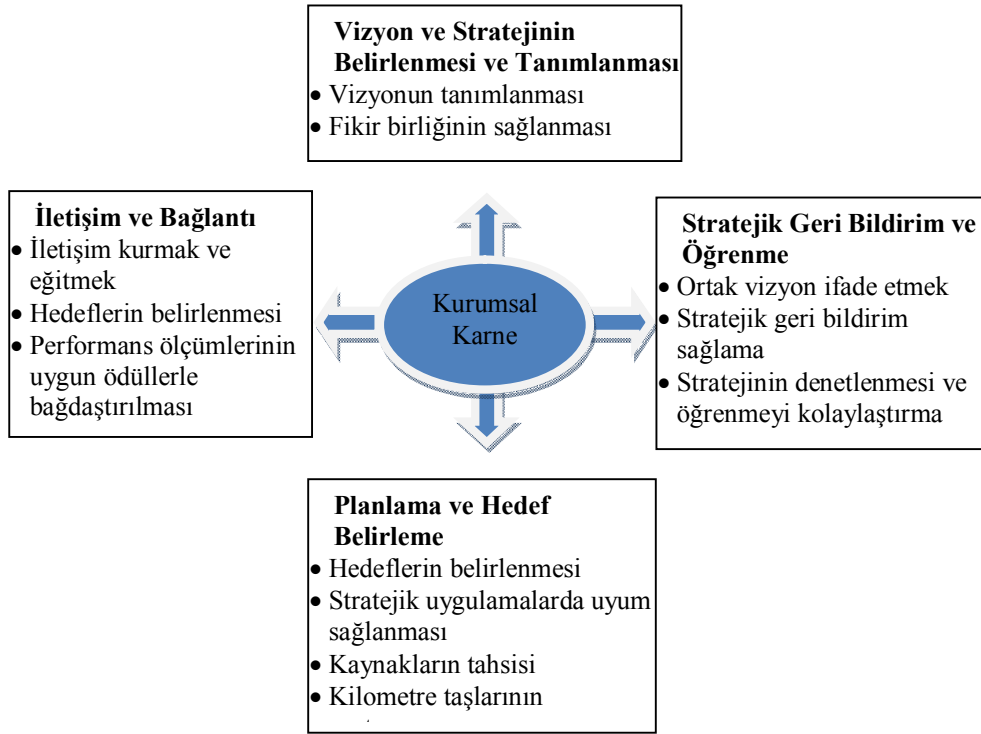 Vizyon ve Stratejinin
Belirlenmesi ve Tanımlanması
• Vizyonun tanımlanması
• Fikir birliğinin sağlanması
İletişim ve Bağlantı
• İletişim kurmak ve
eğitmek
• Hedeflerin belirlenmesi
• Performans ölçümlerinin
uygun ödüllerle
bağdaştırılması
Kurumsal
Karne
Stratejik Geri Bildirim ve
Öğrenme
• Ortak vizyon ifade etmek
• Stratejik geri bildirim
sağlama
• Stratejinin denetlenmesi ve
öğrenmeyi kolaylaştırma
Planlama ve Hedef
Belirleme
• Hedeflerin belirlenmesi
• Stratejik uygulamalarda uyum
sağlanması
• Kaynakların tahsisi
• Kilometre taşlarının